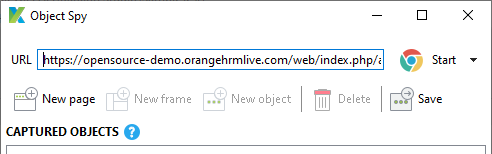 Object Spy
URL https://opensource-demo.orangehrmlive.com/web/index.php/a Start
New page New frame New object Delete Save
CAPTURED OBJECTS ?